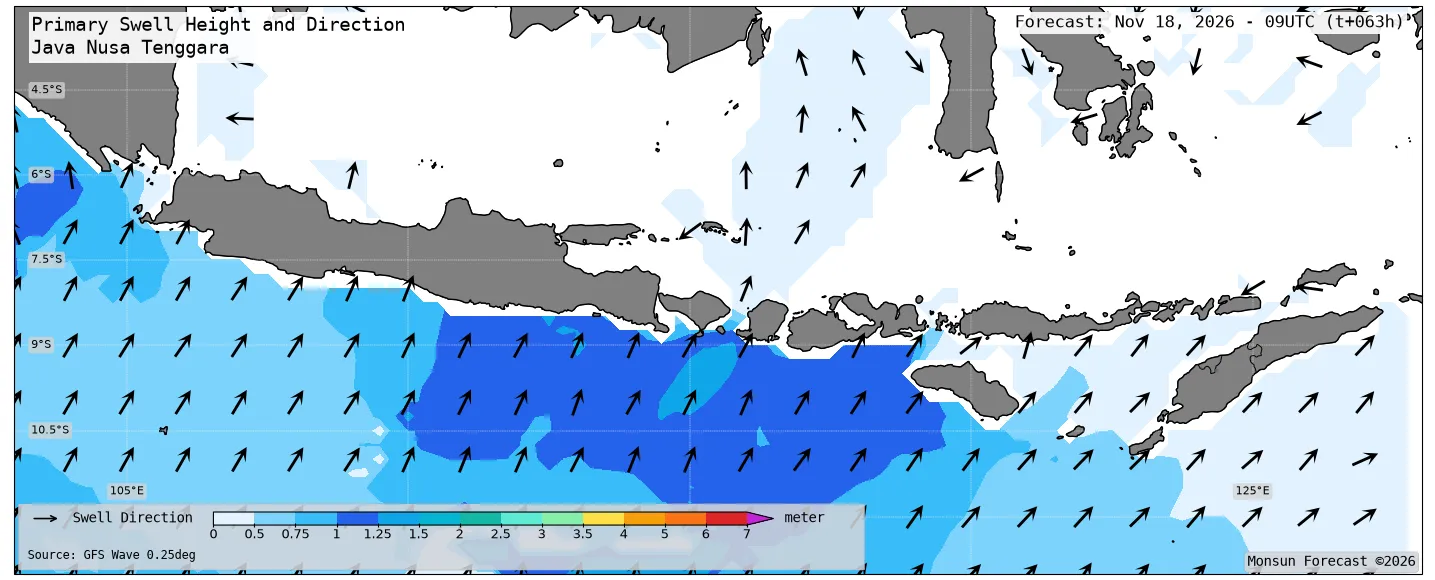 Primary Swell Height and Direction
Java Nusa Tenggara
Forecast: Nov 18, 2026 - 09UTC (t+063h)
4.5°S
6°S
7.5°S
9°S
10.5°S
105°E
125°E
Swell Direction
0 0.5 0.75 1 1.25 1.5 2 2.5 3 3.5 4 5 6 7
meter
Source: GFS Wave 0.25deg
Monsun Forecast ©2026